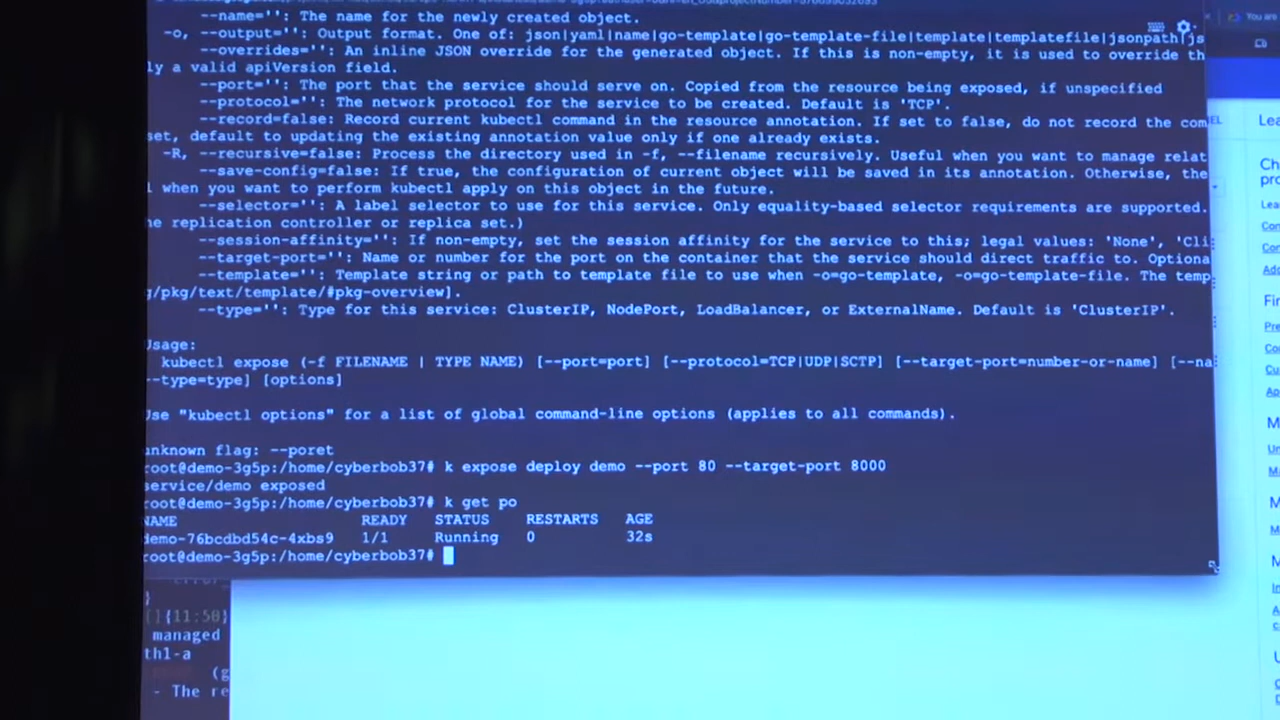 --name='': The name for the newly created object.
-o, --output='': Output format. One of: json|yaml|name|go-template|go-template-file|template|templatefile|jsonpath|js
--overrides='': An inline JSON override for the generated object. If this is non-empty, it is used to override th
ly a valid apiVersion field.
--port='': The port that the service should serve on. Copied from the resource being exposed, if unspecified
--protocol='': The network protocol for the service to be created. Default is 'TCP'.
--record=false: Record current kubectl command in the resource annotation. If set to false, do not record the com
set, default to updating the existing annotation value only if one already exists.
-R, --recursive=false: Process the directory used in -f, --filename recursively. Useful when you want to manage relat
--save-config=false: If true, the configuration of current object will be saved in its annotation. Otherwise, the
l when you want to perform kubectl apply on this object in the future.
--selector='': A label selector to use for this service. Only equality-based selector requirements are supported.
he replication controller or replica set.)
--session-affinity='': If non-empty, set the session affinity for the service to this; legal values: 'None', 'Cli
--target-port='': Name or number for the port on the container that the service should direct traffic to. Optiona
--template='': Template string or path to template file to use when -o=go-template, -o=go-template-file. The temp
g/pkg/text/template/#pkg-overview].
--type='': Type for this service: ClusterIP, NodePort, LoadBalancer, or ExternalName. Default is 'ClusterIP'.
Usage:
kubectl expose (-f FILENAME | TYPE NAME) [--port=port] [--protocol=TCP|UDP|SCTP] [--target-port=number-or-name] [--na
--type=type] [options]
Use "kubectl options" for a list of global command-line options (applies to all commands).
unknown flag: --poret
root@demo-3g5p:/home/cyberbob37# k expose deploy demo --port 80 --target-port 8000
service/demo exposed
root@demo-3g5p:/home/cyberbob37# k get po
NAME READY STATUS RESTARTS AGE
demo-76bcdbd54c-4xbs9 1/1 Running 0 32s
root@demo-3g5p:/home/cyberbob37#
}
[]{11:50}
managed
th1-a
(g
- The re
You are
Lea
Ch
pro
Lea
Con
Add
Fir
Pre
Cu
Ap